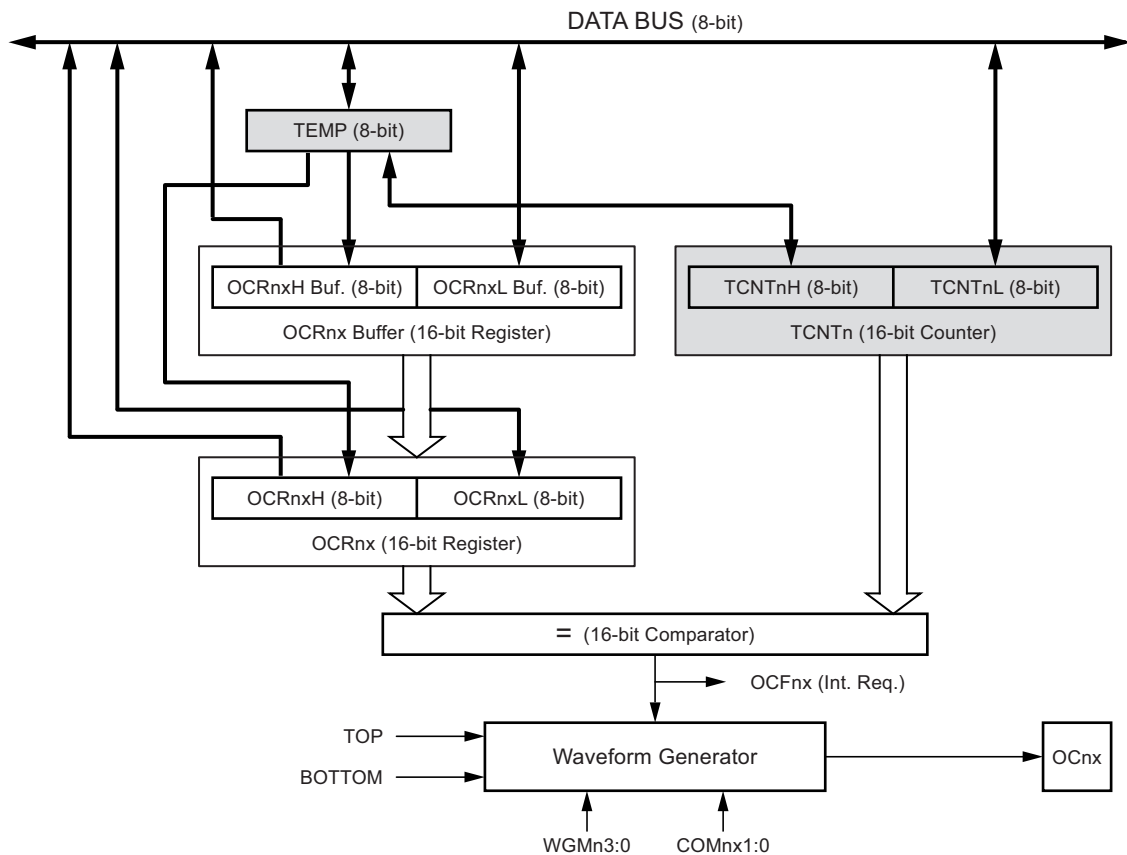 DATA BUS (8-bit)
TEMP (8-bit)
OCRnxH Buf. (8-bit)
OCRnxL Buf. (8-bit)
OCRnx Buffer (16-bit Register)
TCNTnH (8-bit)
TCNTnL (8-bit)
TCNTn (16-bit Counter)
OCRnxH (8-bit)
OCRnxL (8-bit)
OCRnx (16-bit Register)
= (16-bit Comparator)
OCFnx (Int. Req.)
TOP
BOTTOM
Waveform Generator
OCnx
WGMn3:0
COMnx1:0